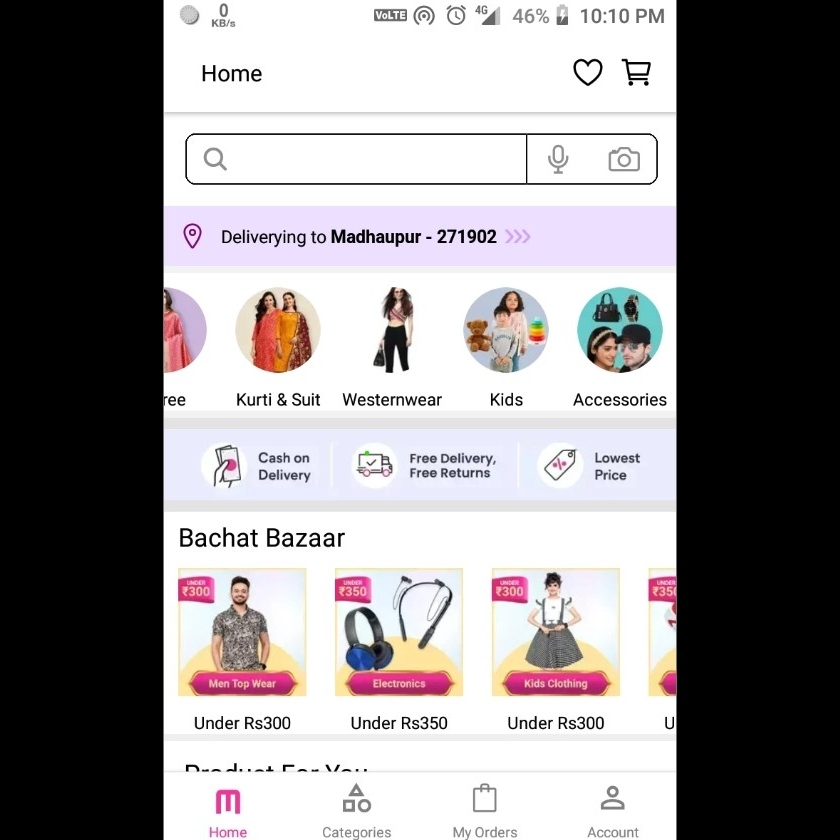 0
KB/s
VoLTE
4G
46%
10:10 PM
Home
Deliverying to Madhaupur - 271902
ree
Kurti & Suit
Westernwear
Kids
Accessories
Cash on
Delivery
Free Delivery,
Free Returns
Lowest
Price
Bachat Bazaar
UNDER
₹300
Men Top Wear
UNDER
₹350
Electronics
UNDER
₹300
Kids Clothing
UNDER
₹350
Under Rs300
Under Rs350
Under Rs300
U
Product For You
Home
Categories
My Orders
Account